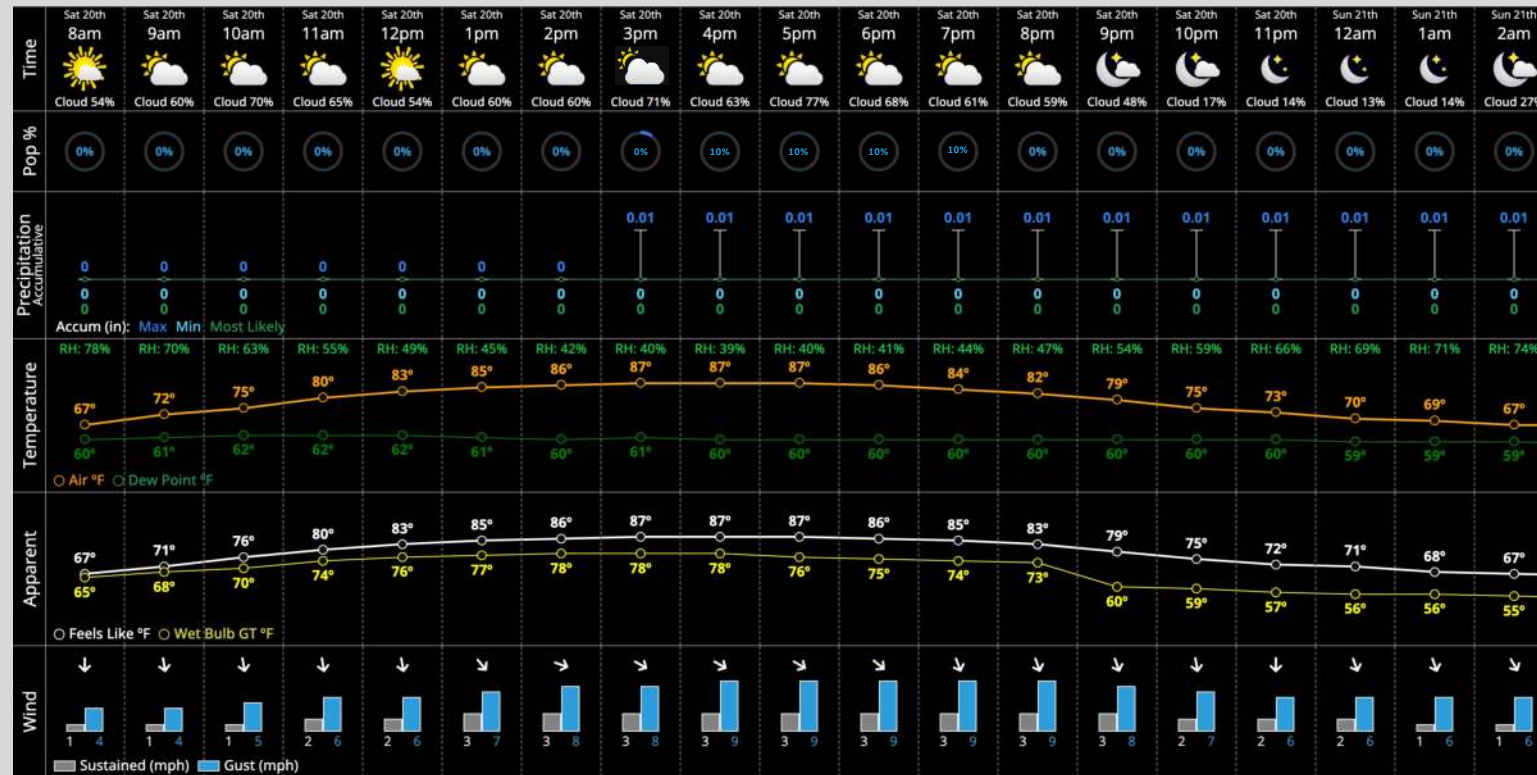 Time
Sat 20th Sat 20th Sat 20th Sat 20th Sat 20th Sat 20th Sat 20th Sat 20th Sat 20th Sat 20th Sat 20th Sat 20th Sat 20th Sat 20th Sat 20th Sat 20th Sun 21th Sun 21th Sun 21th
8am 9am 10am 11am 12pm 1pm 2pm 3pm 4pm 5pm 6pm 7pm 8pm 9pm 10pm 11pm 12am 1am 2am
Cloud 54% Cloud 60% Cloud 70% Cloud 65% Cloud 54% Cloud 60% Cloud 60% Cloud 71% Cloud 63% Cloud 77% Cloud 68% Cloud 61% Cloud 59% Cloud 48% Cloud 17% Cloud 14% Cloud 13% Cloud 14% Cloud 27%
Pop %
0% 0% 0% 0% 0% 0% 0% 0% 10% 10% 10% 10% 0% 0% 0% 0% 0% 0% 0%
Precipitation
Accumulative
0 0 0 0 0 0 0 0.01 0.01 0.01 0.01 0.01 0.01 0.01 0.01 0.01 0.01 0.01 0.01
0 0 0 0 0 0 0 0 0 0 0 0 0 0 0 0 0 0 0
0 0 0 0 0 0 0 0 0 0 0 0 0 0 0 0 0 0 0
Accum (in): Max Min Most Likely
Temperature
RH: 78% RH: 70% RH: 63% RH: 55% RH: 49% RH: 45% RH: 42% RH: 40% RH: 39% RH: 40% RH: 41% RH: 44% RH: 47% RH: 54% RH: 59% RH: 66% RH: 69% RH: 71% RH: 74%
67° 72° 75° 80° 83° 85° 86° 87° 87° 87° 86° 84° 82° 79° 75° 73° 70° 69° 67°
60° 61° 62° 62° 62° 61° 60° 61° 60° 60° 60° 60° 60° 60° 60° 60° 59° 59° 59°
Air °F Dew Point °F
Apparent
67° 71° 76° 80° 83° 85° 86° 87° 87° 87° 86° 85° 83° 79° 75° 72° 71° 68° 67°
65° 68° 70° 74° 76° 77° 78° 78° 78° 76° 75° 74° 73° 60° 59° 57° 56° 56° 55°
Feels Like °F Wet Bulb GT °F
Wind
1 4 1 4 1 5 2 6 2 6 3 7 3 8 3 8 3 9 3 9 3 9 3 9 3 9 3 8 2 7 2 6 2 6 1 6 1 6
Sustained (mph) Gust (mph)